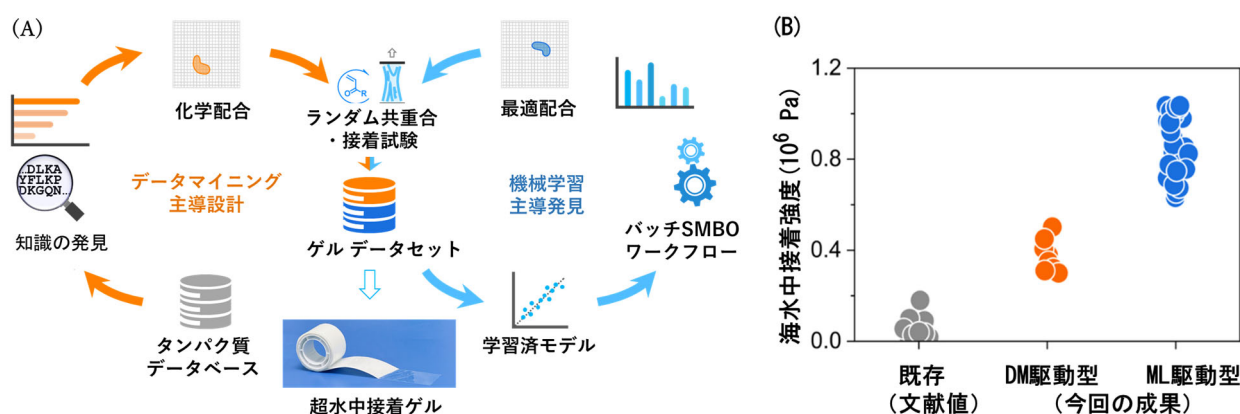 (A)
化学配合
ランダム共重合
・接着試験
R
最適配合
..DLKA
YFLKP
DKGQN..
知識の発見
データマイニング
主導設計
ゲル データセット
機械学習
主導発見
バッチSMBO
ワークフロー
タンパク質
データベース
学習済モデル
超水中接着ゲル
(B)
海水中接着強度(10⁶ Pa)
1.2
0.8
0.4
0.0
既存
(文献値)
DM駆動型
ML駆動型
(今回の成果)